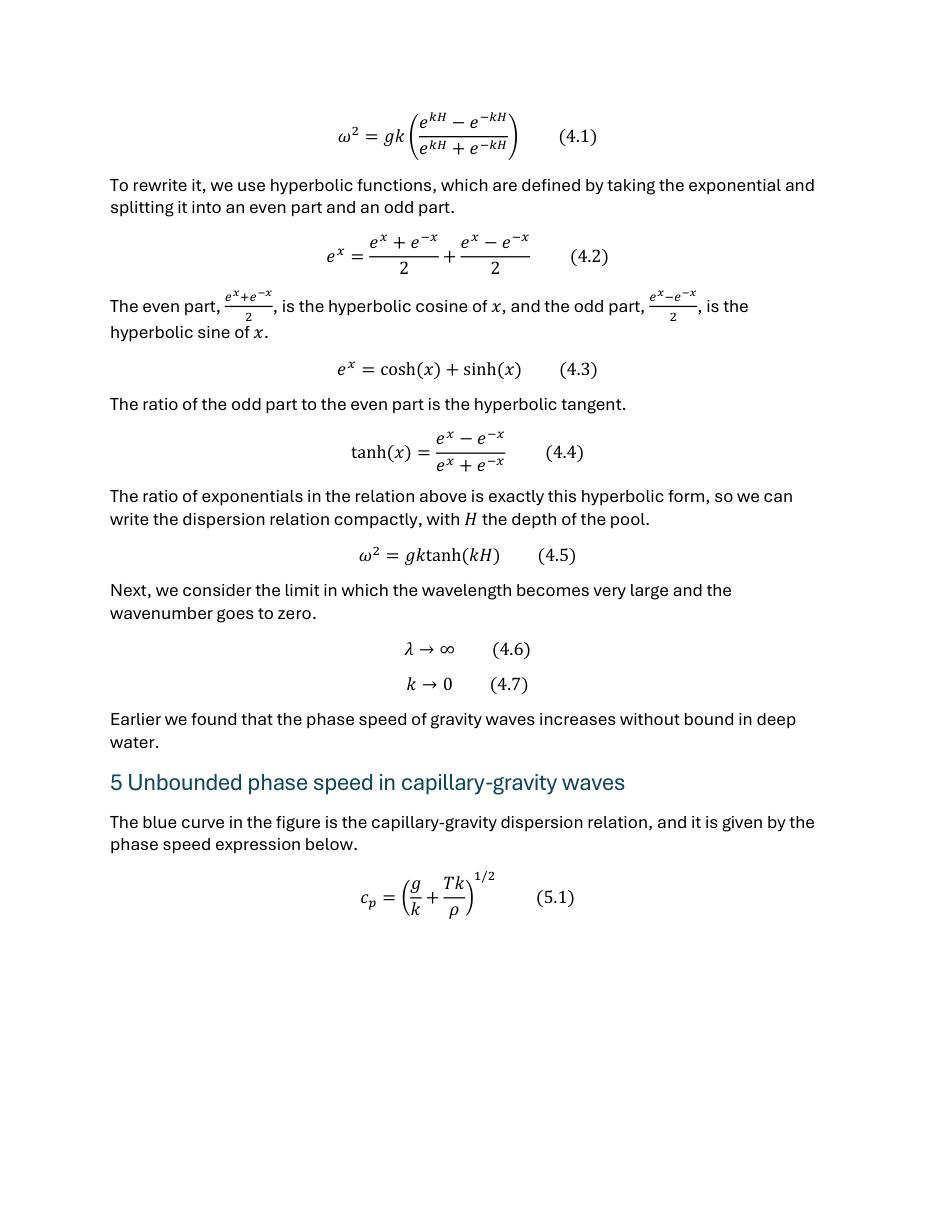 ω² = gk ((e^{kH} − e^{−kH})/(e^{kH} + e^{−kH})) (4.1)
To rewrite it, we use hyperbolic functions, which are defined by taking the exponential and
splitting it into an even part and an odd part.
e^x = (e^x + e^{−x})/2 + (e^x − e^{−x})/2 (4.2)
The even part, (e^x+e^{−x})/2, is the hyperbolic cosine of x, and the odd part, (e^x−e^{−x})/2, is the
hyperbolic sine of x.
e^x = cosh(x) + sinh(x) (4.3)
The ratio of the odd part to the even part is the hyperbolic tangent.
tanh(x) = (e^x − e^{−x})/(e^x + e^{−x}) (4.4)
The ratio of exponentials in the relation above is exactly this hyperbolic form, so we can
write the dispersion relation compactly, with H the depth of the pool.
ω² = gktanh(kH) (4.5)
Next, we consider the limit in which the wavelength becomes very large and the
wavenumber goes to zero.
λ → ∞ (4.6)
k → 0 (4.7)
Earlier we found that the phase speed of gravity waves increases without bound in deep
water.
5 Unbounded phase speed in capillary-gravity waves
The blue curve in the figure is the capillary-gravity dispersion relation, and it is given by the
phase speed expression below.
c_p = (g/k + Tk/ρ)^{1/2} (5.1)